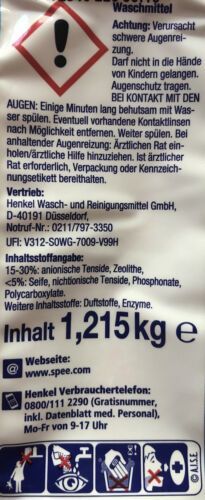 Waschmittel
Achtung: Verursacht
schwere Augenrei-
zung.
Darf nicht in die Hände
von Kindern gelangen.
Augenschutz tragen.
BEI KONTAKT MIT DEN
AUGEN: Einige Minuten lang behutsam mit Was-
ser spülen. Eventuell vorhandene Kontaktlinsen
nach Möglichkeit entfernen. Weiter spülen. Bei
anhaltender Augenreizung: Ärztlichen Rat ein-
holen/ärztliche Hilfe hinzuziehen. Ist ärztlicher
Rat erforderlich, Verpackung oder Kennzeich-
nungsetikett bereithalten.
Vertrieb:
Henkel Wasch- und Reinigungsmittel GmbH,
D-40191 Düsseldorf,
Notruf-Nr.: 0211/797-3350
UFI: V312-S0WG-7009-V99H
Inhaltsstoffangabe:
15-30%: anionische Tenside, Zeolithe,
<5%: Seife, nichtionische Tenside, Phosphonate,
Polycarboxylate.
Weitere Inhaltsstoffe: Duftstoffe, Enzyme.
Inhalt 1,215 kg e
Webseite:
www.spee.com
Henkel Verbrauchertelefon:
0800/111 2290 (Gratisnummer,
inkl. Datenblatt med. Personal),
Mo-Fr von 9-17 Uhr
© A.I.S.E.